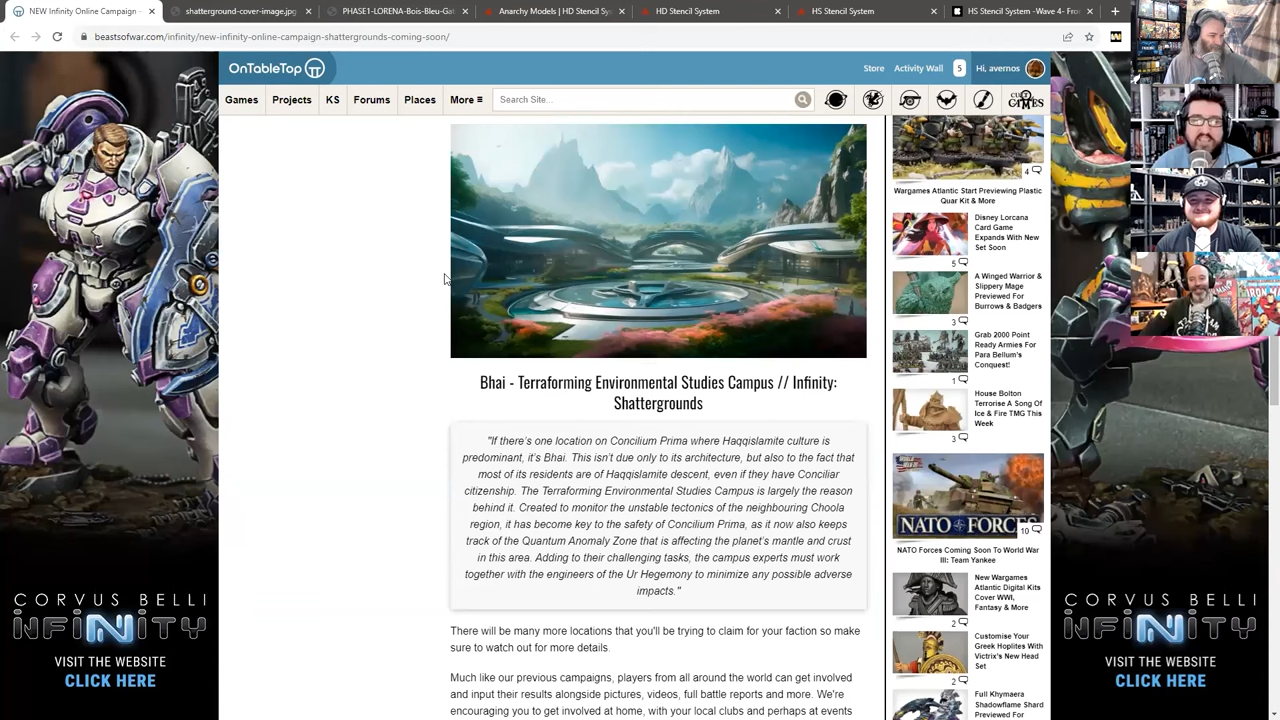 NEW Infinity Online Campaign -
shatterground-cover-image.jpg
PHASE1-LORENA-Bois-Bleu-Gat
Anarchy Models | HD Stencil Sy
HD Stencil System
HS Stencil System
HS Stencil System -Wave 4- Fro
beastsofwar.com/infinity/new-infinity-online-campaign-shattergrounds-coming-soon/
OnTableTop
Store
Activity Wall
5
Hi, avernos
Games
Projects
KS
Forums
Places
More ≡
Search Site...
CULT OF
GAMES
Bhai - Terraforming Environmental Studies Campus // Infinity:
Shattergrounds
"If there's one location on Concilium Prima where Haqqislamite culture is
predominant, it's Bhai. This isn't due only to its architecture, but also to the fact that
most of its residents are of Haqqislamite descent, even if they have Conciliar
citizenship. The Terraforming Environmental Studies Campus is largely the reason
behind it. Created to monitor the unstable tectonics of the neighbouring Choola
region, it has become key to the safety of Concilium Prima, as it now also keeps
track of the Quantum Anomaly Zone that is affecting the planet's mantle and crust
in this area. Adding to their challenging tasks, the campus experts must work
together with the engineers of the Ur Hegemony to minimize any possible adverse
impacts."
There will be many more locations that you'll be trying to claim for your faction so make
sure to watch out for more details.
Much like our previous campaigns, players from all around the world can get involved
and input their results alongside pictures, videos, full battle reports and more. We're
encouraging you to get involved at home, with your local clubs and perhaps at events
4
Wargames Atlantic Start Previewing Plastic
Quar Kit & More
Disney Lorcana
Card Game
Expands With New
Set Soon
5
A Winged Warrior &
Slippery Mage
Previewed For
Burrows & Badgers
3
Grab 2000 Point
Ready Armies For
Para Bellum's
Conquest!
1
House Bolton
Terrorise A Song Of
Ice & Fire TMG This
Week
3
NATO FORCES
10
NATO Forces Coming Soon To World War
III: Team Yankee
New Wargames
Atlantic Digital Kits
Cover WWI,
Fantasy & More
2
Customise Your
Greek Hoplites With
Victrix's New Head
Set
2
Full Khymaera
Shadowflame Shard
Previewed For
CORVUS BELLI
INFINITY
VISIT THE WEBSITE
CLICK HERE
CORVUS BELLI
INFINITY
VISIT THE WEBSITE
CLICK HERE
IRON MAN